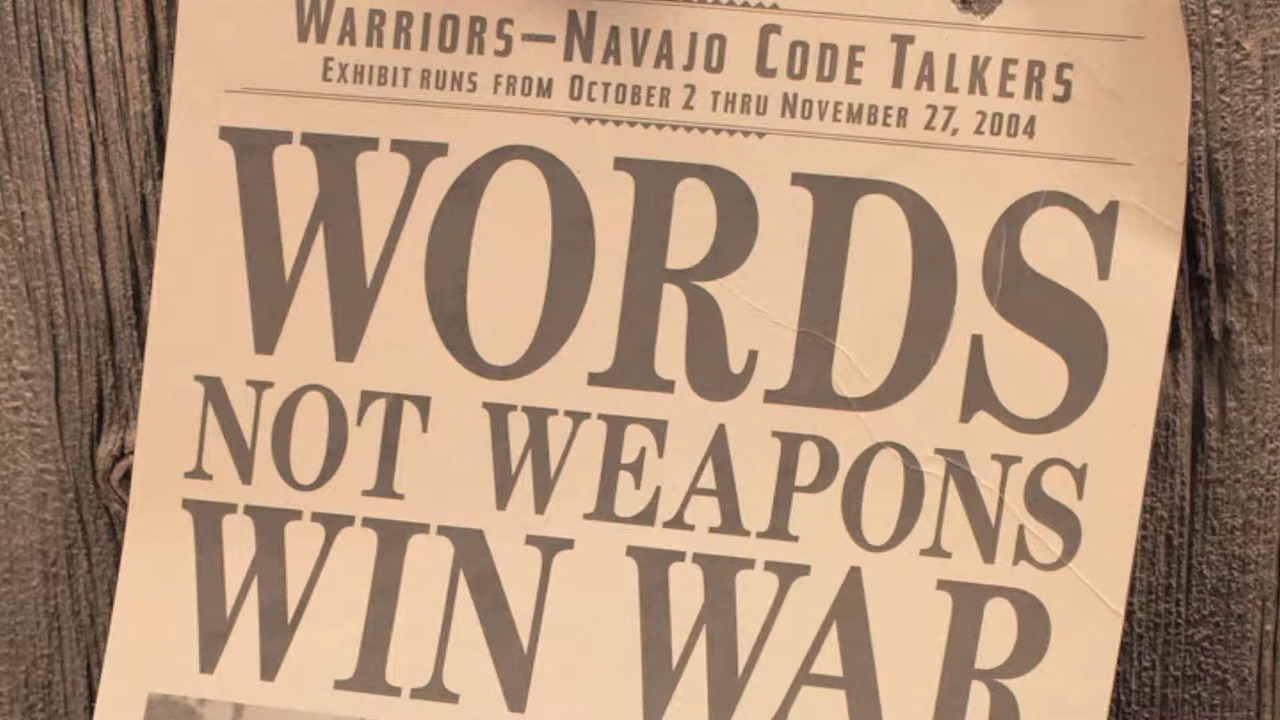 WARRIORS—NAVAJO CODE TALKERS
EXHIBIT RUNS FROM OCTOBER 2 THRU NOVEMBER 27, 2004
WORDS
NOT WEAPONS
WIN WAR